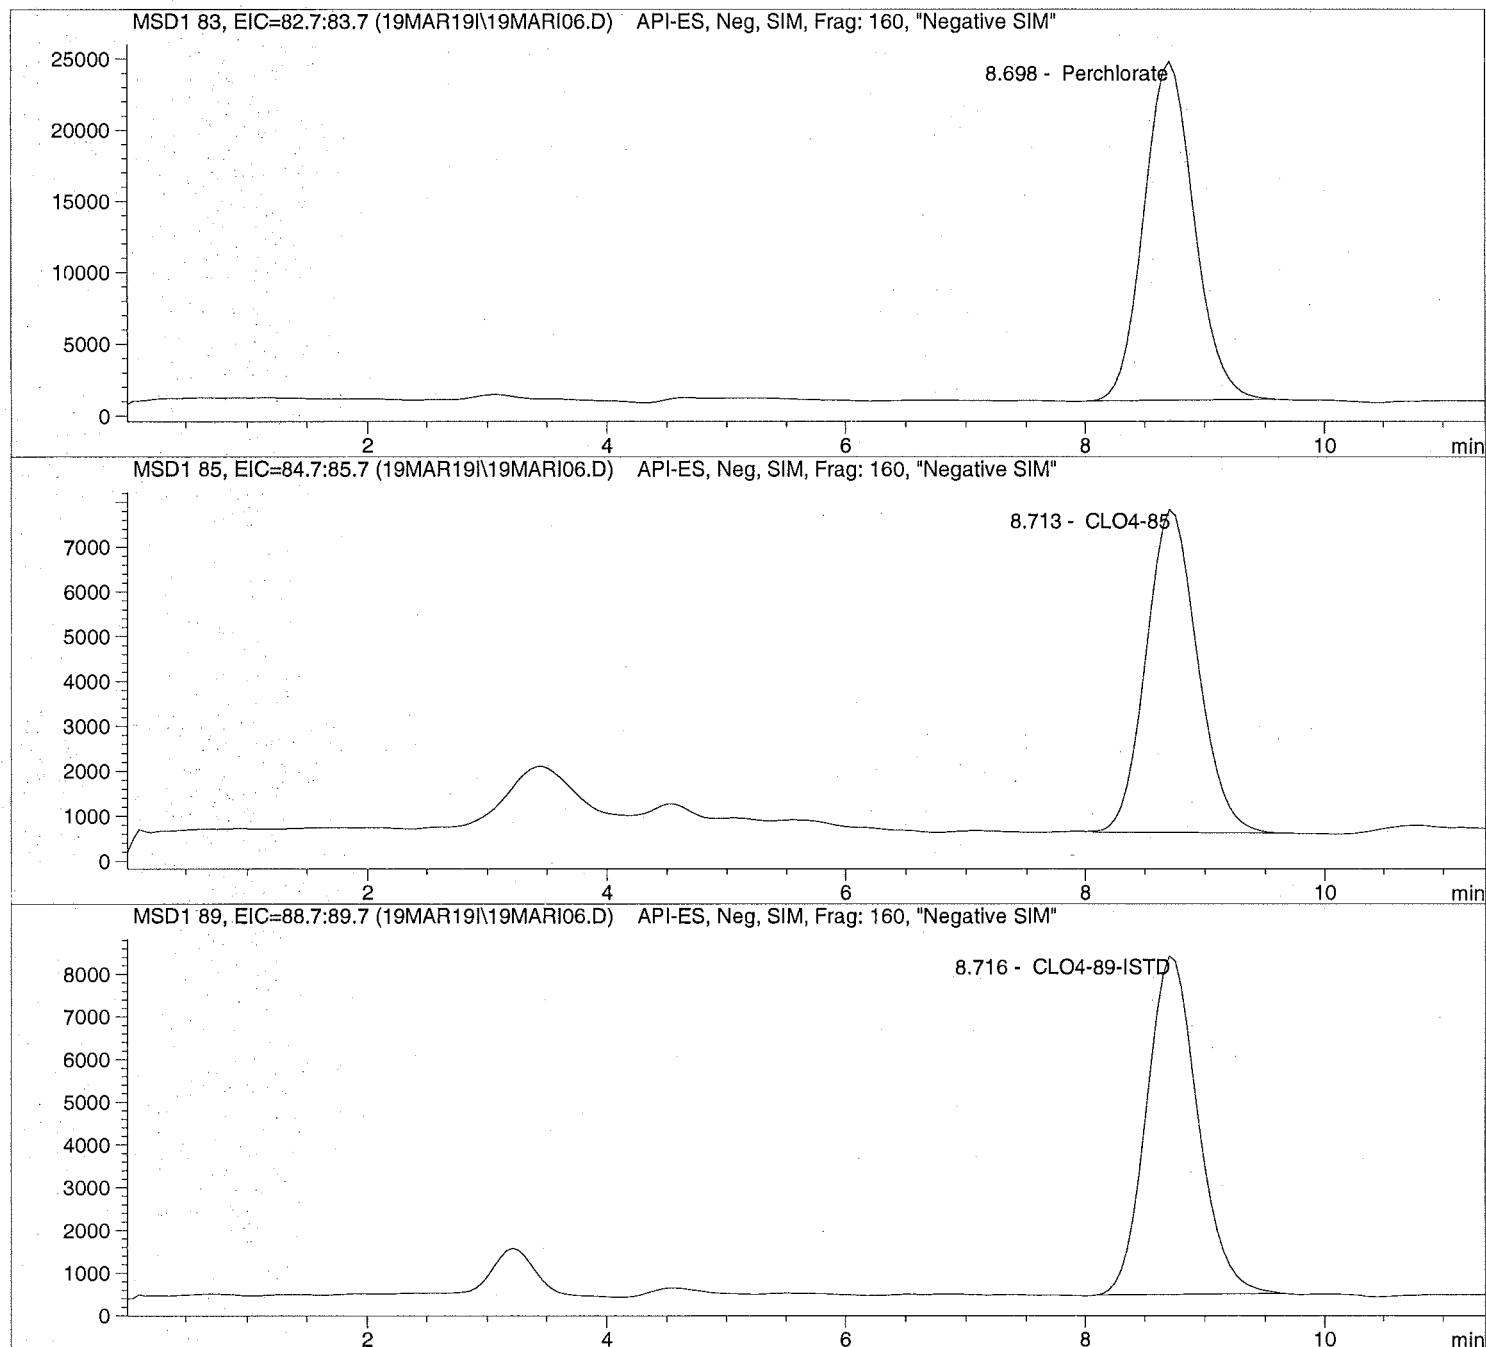 MSD1 83, EIC=82.7:83.7 (19MAR19I\19MARI06.D) API-ES, Neg, SIM, Frag: 160, "Negative SIM"
25000
8.698 - Perchlorate
20000
15000
10000
5000
0
2 4 6 8 10 min
MSD1 85, EIC=84.7:85.7 (19MAR19I\19MARI06.D) API-ES, Neg, SIM, Frag: 160, "Negative SIM"
8.713 - CLO4-85
7000
6000
5000
4000
3000
2000
1000
0
2 4 6 8 10 min
MSD1 89, EIC=88.7:89.7 (19MAR19I\19MARI06.D) API-ES, Neg, SIM, Frag: 160, "Negative SIM"
8.716 - CLO4-89-ISTD
8000
7000
6000
5000
4000
3000
2000
1000
0
2 4 6 8 10 min